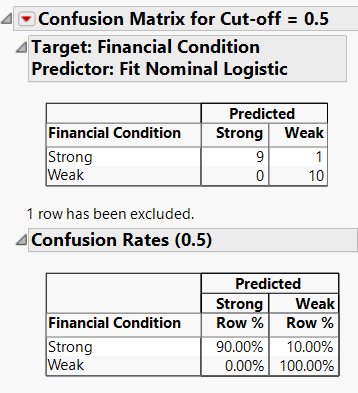 Confusion Matrix for Cut-off = 0.5
Target: Financial Condition
Predictor: Fit Nominal Logistic
Predicted
Financial Condition Strong Weak
Strong 9 1
Weak 0 10
1 row has been excluded.
Confusion Rates (0.5)
Predicted
Strong Weak
Financial Condition Row % Row %
Strong 90.00% 10.00%
Weak 0.00% 100.00%